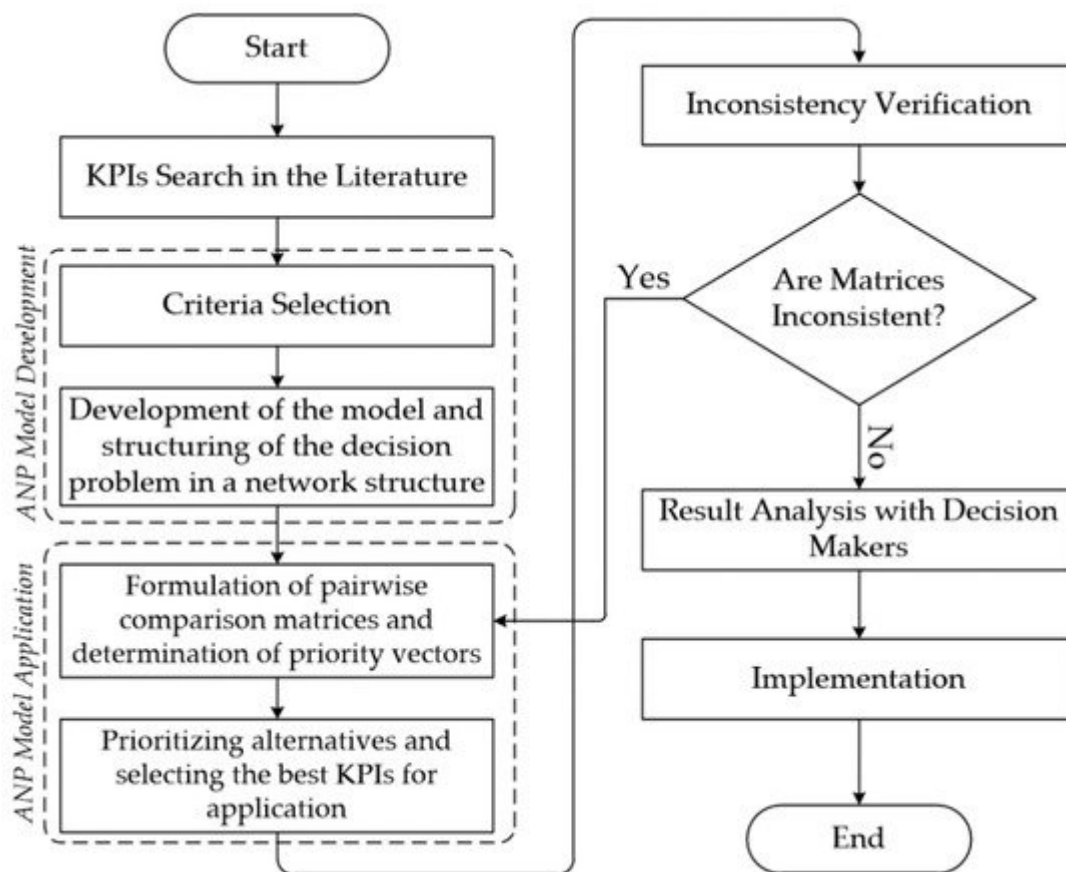 Start
KPIs Search in the Literature
ANP Model Development
Criteria Selection
Development of the model and
structuring of the decision
problem in a network structure
ANP Model Application
Formulation of pairwise
comparison matrices and
determination of priority vectors
Prioritizing alternatives and
selecting the best KPIs for
application
Inconsistency Verification
Are Matrices
Inconsistent?
Yes
No
Result Analysis with Decision
Makers
Implementation
End